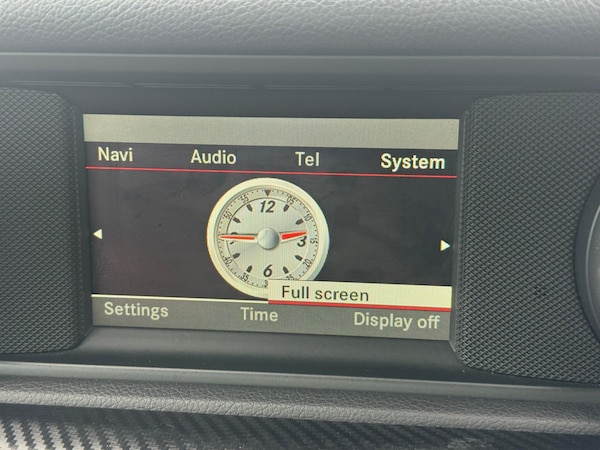 Navi Audio Tel System
12
3
6
Full screen
Settings Time Display off